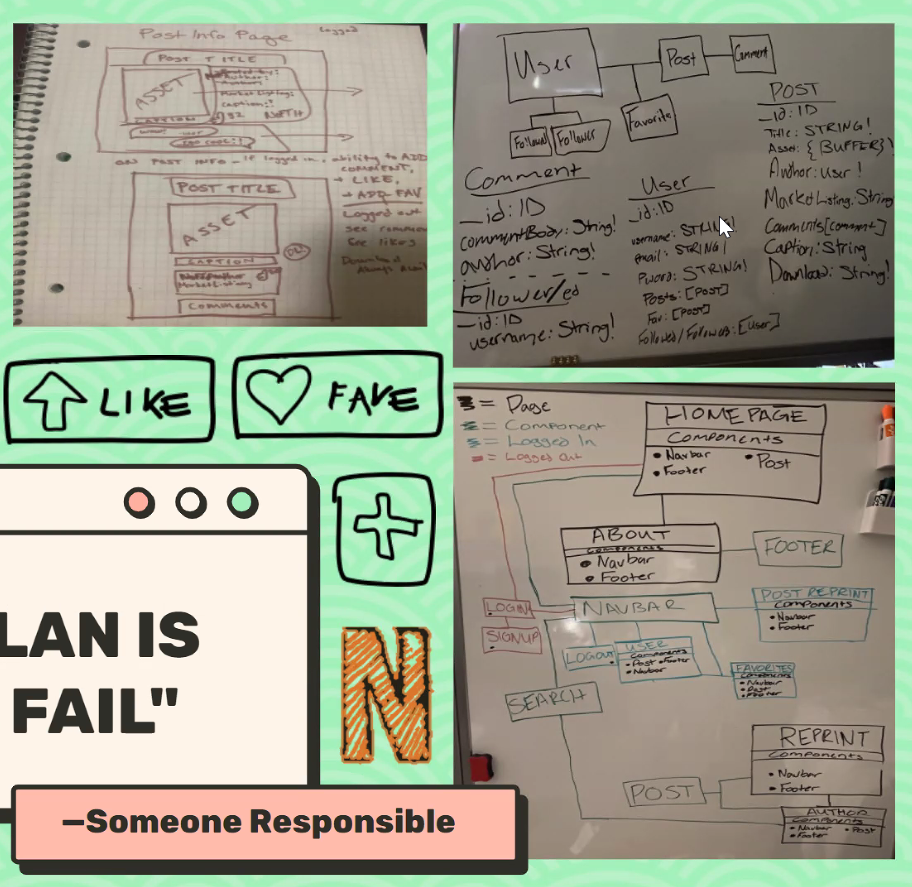 Post Info Page
Logged
POST TITLE
ASSET
Author:
Market Listing:
Caption:
CAPTION
ON POST INFO - if logged in, ability to ADD
COMMENT,
→ LIKE,
→ ADD FAV
Logged out
see comments
See likes
Download
Always Avail
POST TITLE
ASSET
CAPTION
Market Listing
Comments
User
Post
Comment
Followed
Follower
Favorite
Comment
_id: ID
commentBody: String!
author: String!
Follower/ed
_id: ID
username: String!
User
_id: ID
username: STRING!
email: STRING!
Pword: STRING!
Posts: [POST]
Fav: [POST]
Followed/Followers: [User]
POST
_id: ID
Title: STRING!
Asset: {BUFFER}
Author: User!
Market Listing: String
Comments [comment]
Caption: String
Download: String!
LIKE
FAVE
LAN IS
FAIL"
—Someone Responsible
N
= Page
= Component
= Logged In
= Logged Out
HOMEPAGE
Components
• Navbar • Post
• Footer
ABOUT
Components
• Navbar
• Footer
FOOTER
LOGIN
SIGNUP
NAVBAR
POST REPRINT
Components
• Navbar
• Footer
LOGOUT
USER
Components
• Post • Footer
• Navbar
FAVORITES
Components
• Navbar
• Post
• Footer
SEARCH
REPRINT
Components
• Navbar
• Footer
POST
AUTHOR
Components
• Navbar • Post
• Footer